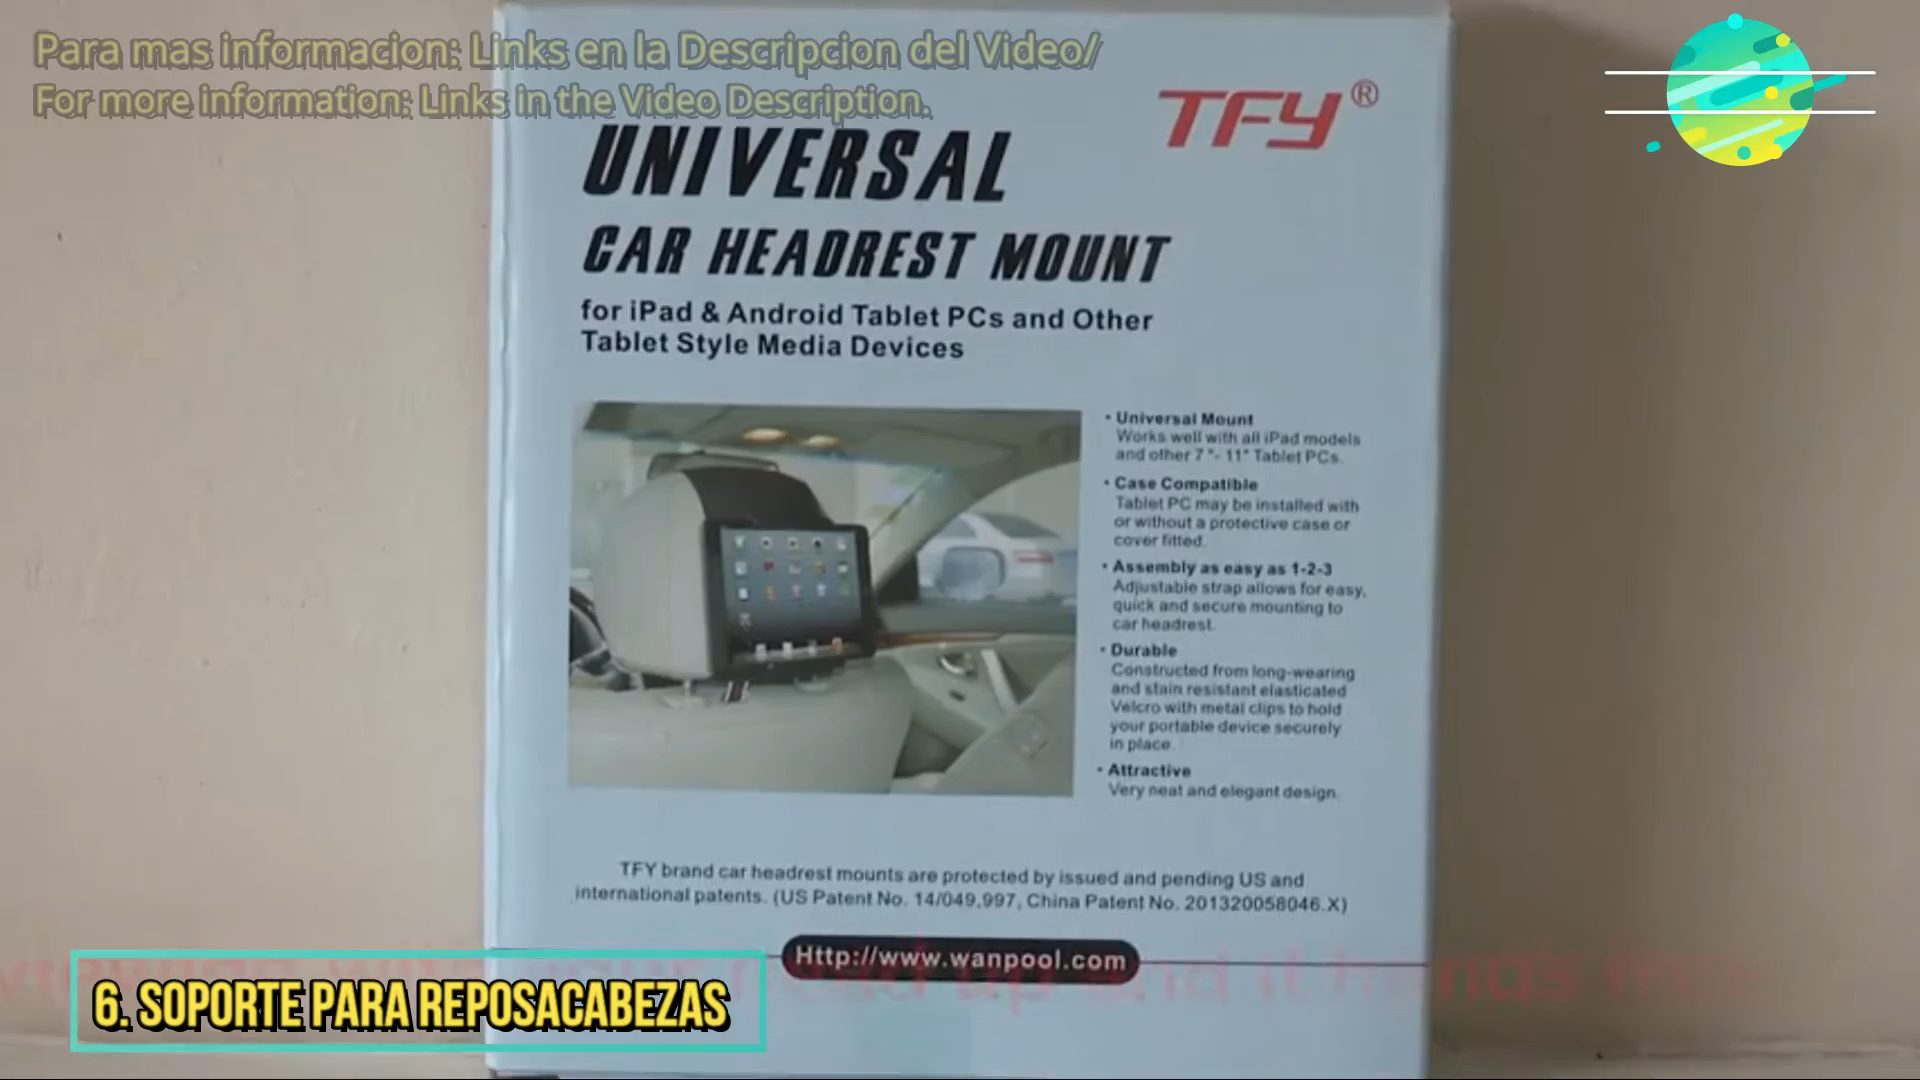 Para mas informacion: Links en la Descripcion del Video/
For more information: Links in the Video Description.
TFY®
UNIVERSAL
CAR HEADREST MOUNT
for iPad & Android Tablet PCs and Other
Tablet Style Media Devices
• Universal Mount
Works well with all iPad models
and other 7"- 11" Tablet PCs.
• Case Compatible
Tablet PC may be installed with
or without a protective case or
cover fitted.
• Assembly as easy as 1-2-3
Adjustable strap allows for easy,
quick and secure mounting to
car headrest.
• Durable
Constructed from long-wearing
and stain resistant elasticated
Velcro with metal clips to hold
your portable device securely
in place.
• Attractive
Very neat and elegant design.
TFY brand car headrest mounts are protected by issued and pending US and
international patents. (US Patent No. 14/049,997, China Patent No. 201320058046.X)
Http://www.wanpool.com
6. SOPORTE PARA REPOSACABEZAS